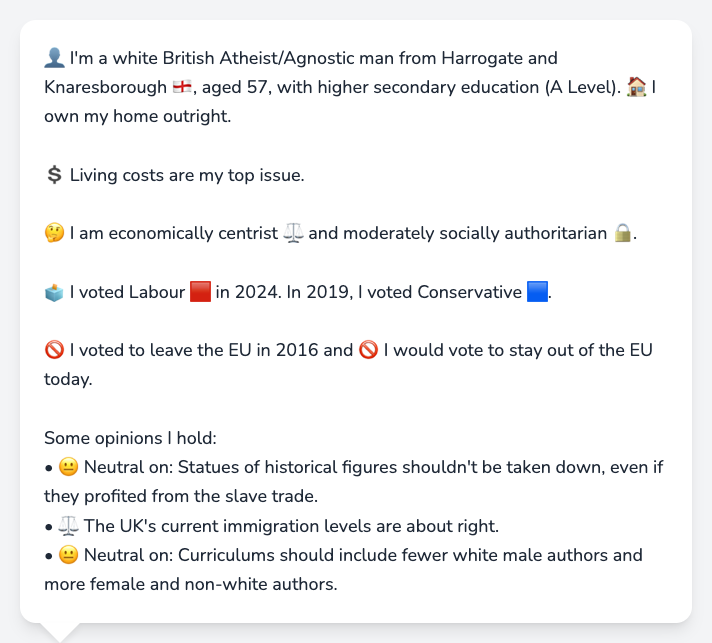 👤 I'm a white British Atheist/Agnostic man from Harrogate and
Knaresborough 🏴󠁧󠁢󠁥󠁮󠁧󠁿, aged 57, with higher secondary education (A Level). 🏠 I
own my home outright.
💲 Living costs are my top issue.
🤔 I am economically centrist ⚖️ and moderately socially authoritarian 🔒.
🗳️ I voted Labour 🟥 in 2024. In 2019, I voted Conservative 🟦.
🚫 I voted to leave the EU in 2016 and 🚫 I would vote to stay out of the EU
today.
Some opinions I hold:
• 😐 Neutral on: Statues of historical figures shouldn't be taken down, even if
they profited from the slave trade.
• ⚖️ The UK's current immigration levels are about right.
• 😐 Neutral on: Curriculums should include fewer white male authors and
more female and non-white authors.